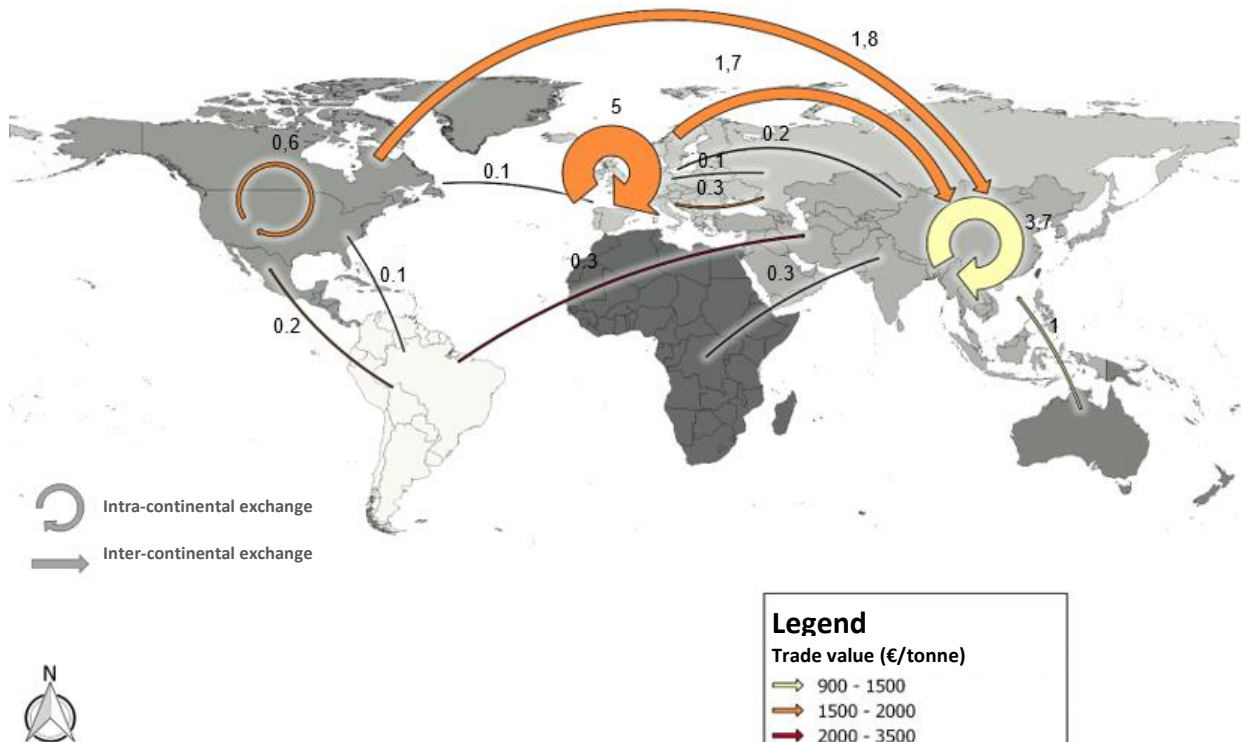 1,8
1,7
5
0.2
0,6
0.1
0.1
0.3
3,7
0.3
0.3
0.1
0.2
1
Intra-continental exchange
Inter-continental exchange
Legend
Trade value (€/tonne)
900 - 1500
1500 - 2000
2000 - 3500
N